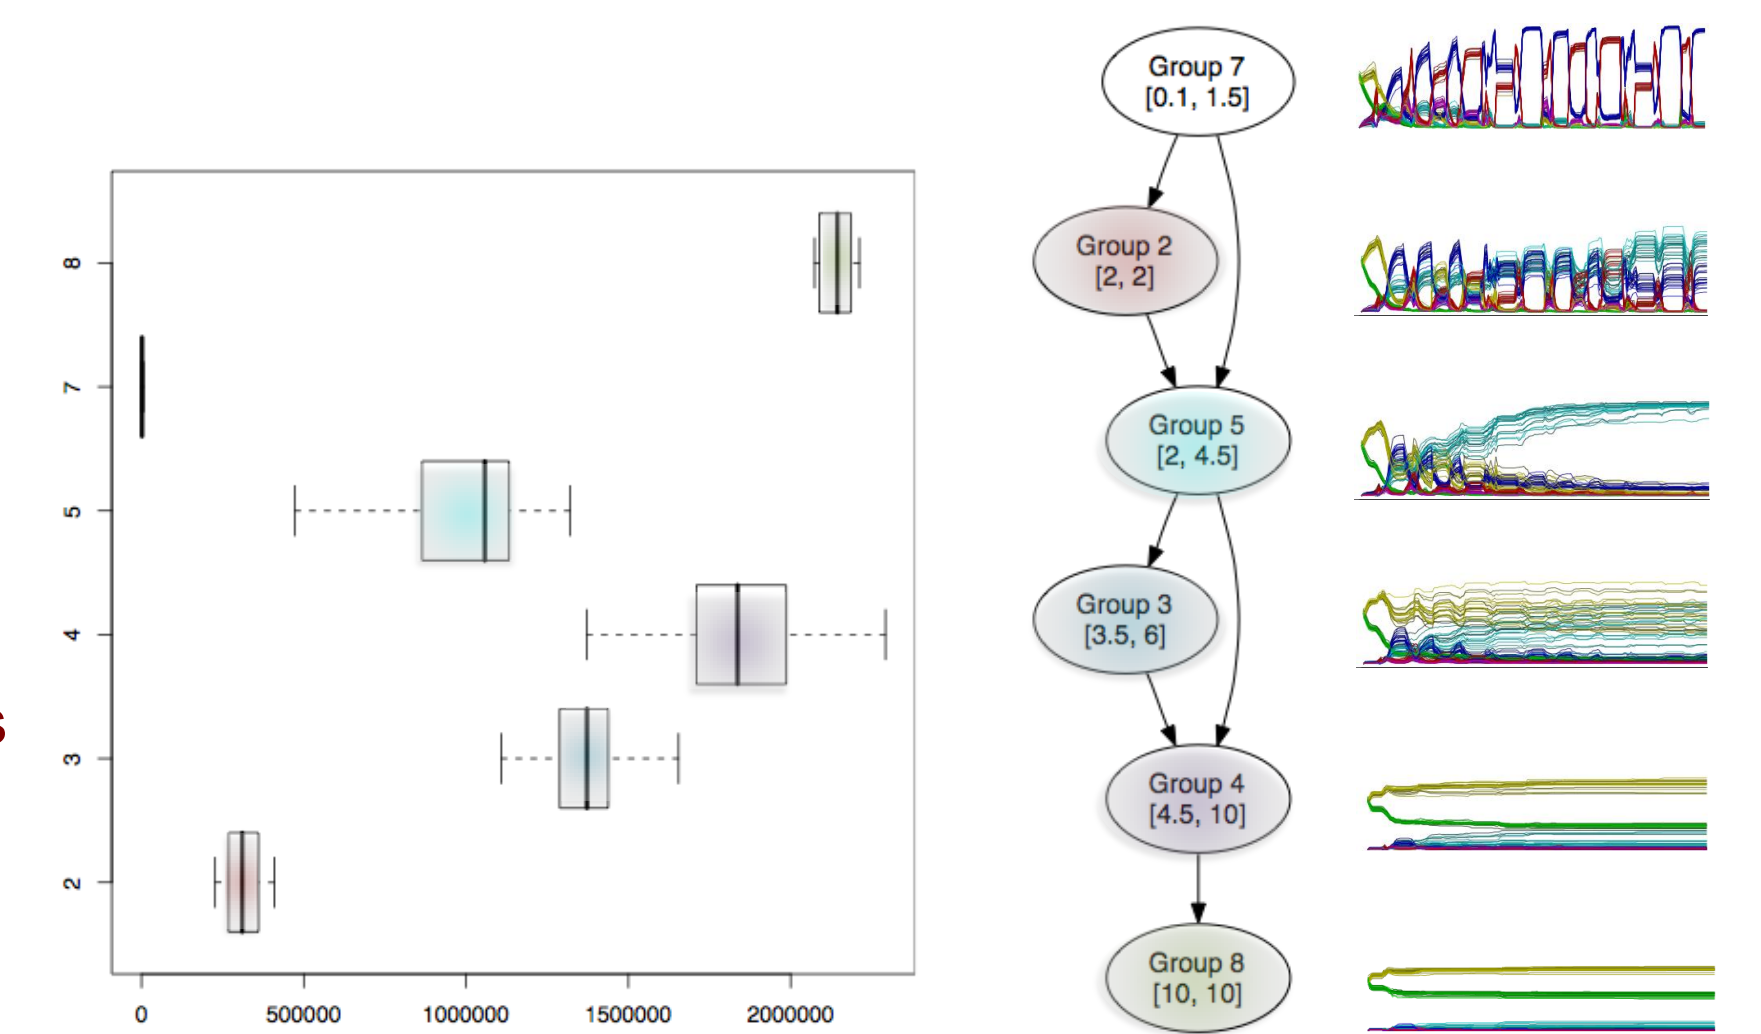 8
7
5
4
3
2
0 500000 1000000 1500000 2000000
s
Group 7
[0.1, 1.5]
Group 2
[2, 2]
Group 5
[2, 4.5]
Group 3
[3.5, 6]
Group 4
[4.5, 10]
Group 8
[10, 10]